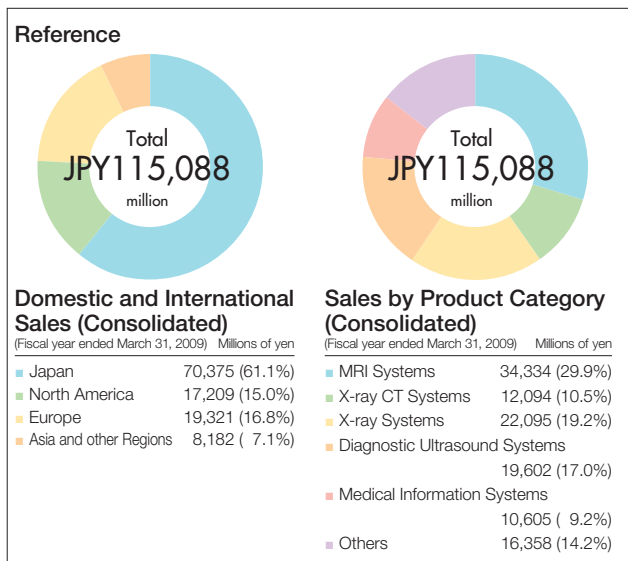 Reference
Total
JPY115,088
million
Domestic and International
Sales (Consolidated)
(Fiscal year ended March 31, 2009) Millions of yen
Japan 70,375 (61.1%)
North America 17,209 (15.0%)
Europe 19,321 (16.8%)
Asia and other Regions 8,182 ( 7.1%)
Total
JPY115,088
million
Sales by Product Category
(Consolidated)
(Fiscal year ended March 31, 2009) Millions of yen
MRI Systems 34,334 (29.9%)
X-ray CT Systems 12,094 (10.5%)
X-ray Systems 22,095 (19.2%)
Diagnostic Ultrasound Systems
19,602 (17.0%)
Medical Information Systems
10,605 ( 9.2%)
Others 16,358 (14.2%)